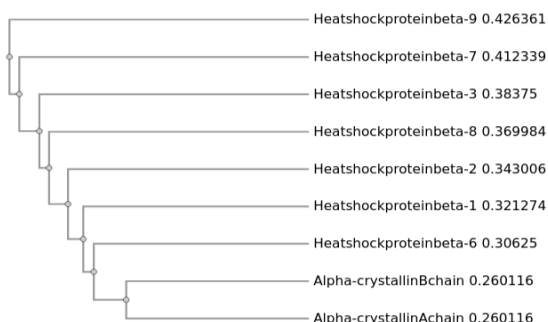 Heatshockproteinbeta-9 0.426361
Heatshockproteinbeta-7 0.412339
Heatshockproteinbeta-3 0.38375
Heatshockproteinbeta-8 0.369984
Heatshockproteinbeta-2 0.343006
Heatshockproteinbeta-1 0.321274
Heatshockproteinbeta-6 0.30625
Alpha-crystallinBchain 0.260116
Alpha-crystallinAchain 0.260116